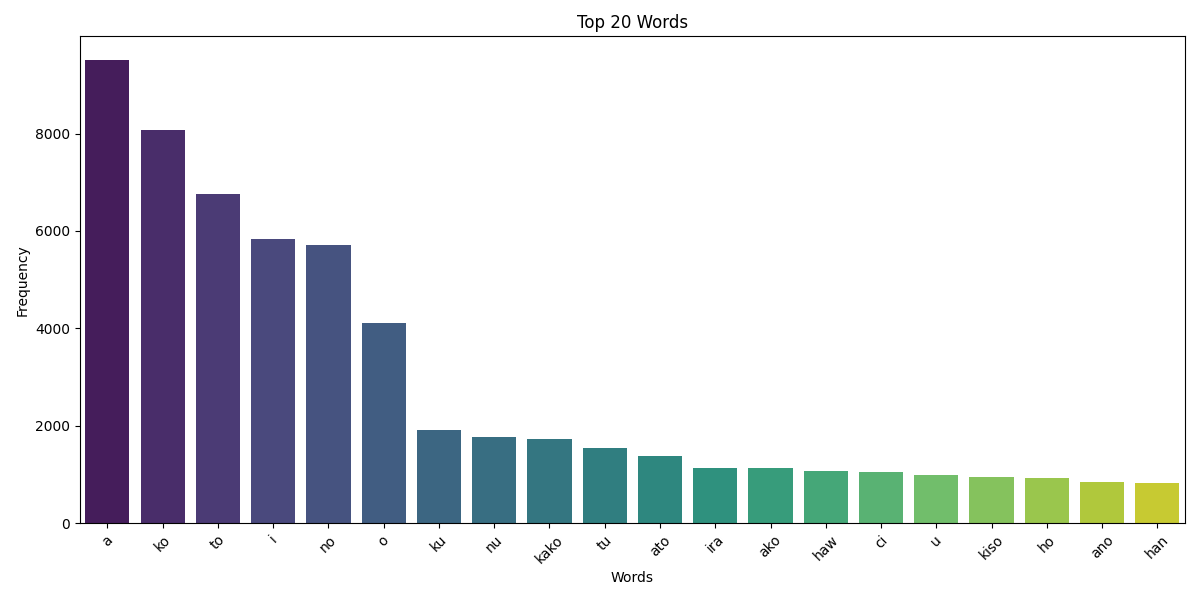 Top 20 Words
Frequency
8000
6000
4000
2000
0
a ko to i no o ku nu kako tu ato ira ako haw ci u kiso ho ano han
Words